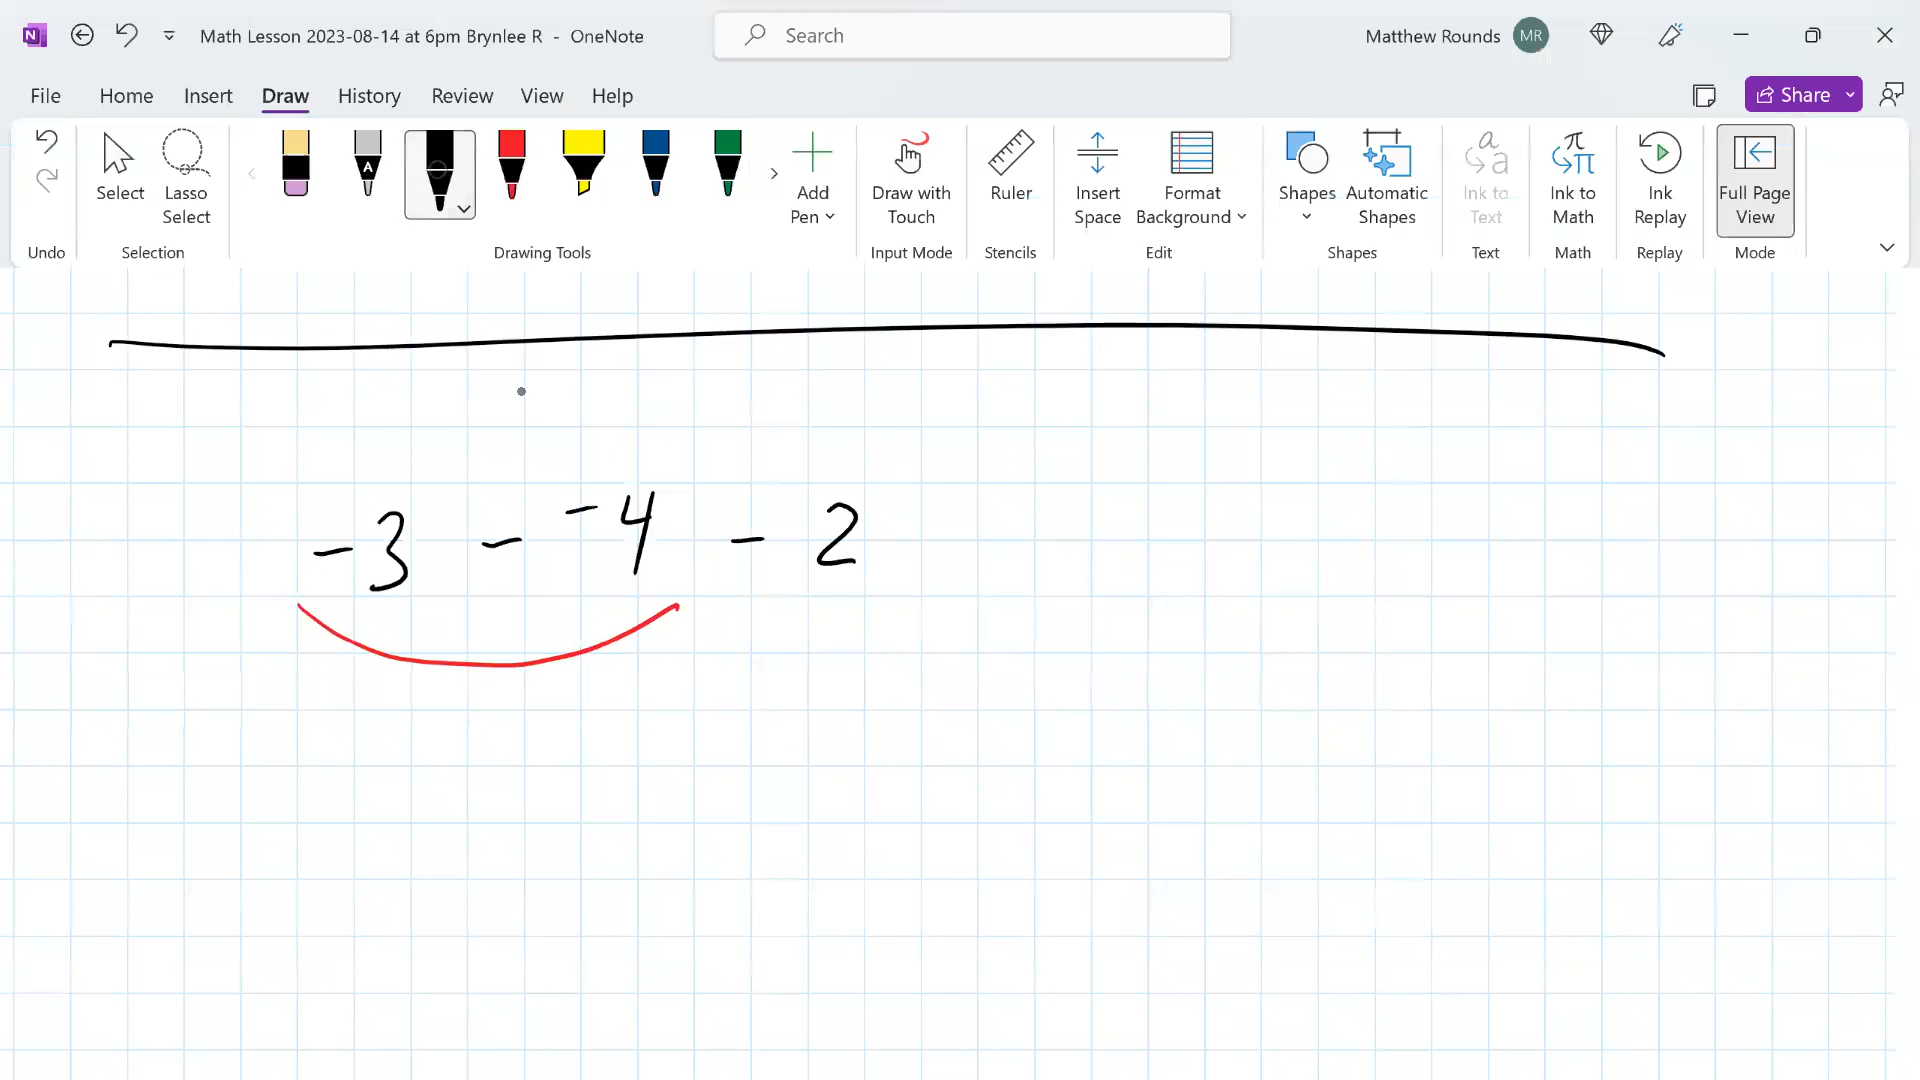 Math Lesson 2023-08-14 at 6pm Brynlee R - OneNote
Search
Matthew Rounds MR
File Home Insert Draw History Review View Help
Share
Select
Lasso Select
A
Add Pen
Draw with Touch
Ruler
Insert Space
Format Background
Shapes
Automatic Shapes
a a
Ink to Text
π π
Ink to Math
Ink Replay
Full Page View
Undo Selection Drawing Tools Input Mode Stencils Edit Shapes Text Math Replay Mode
-3 - -4 - 2